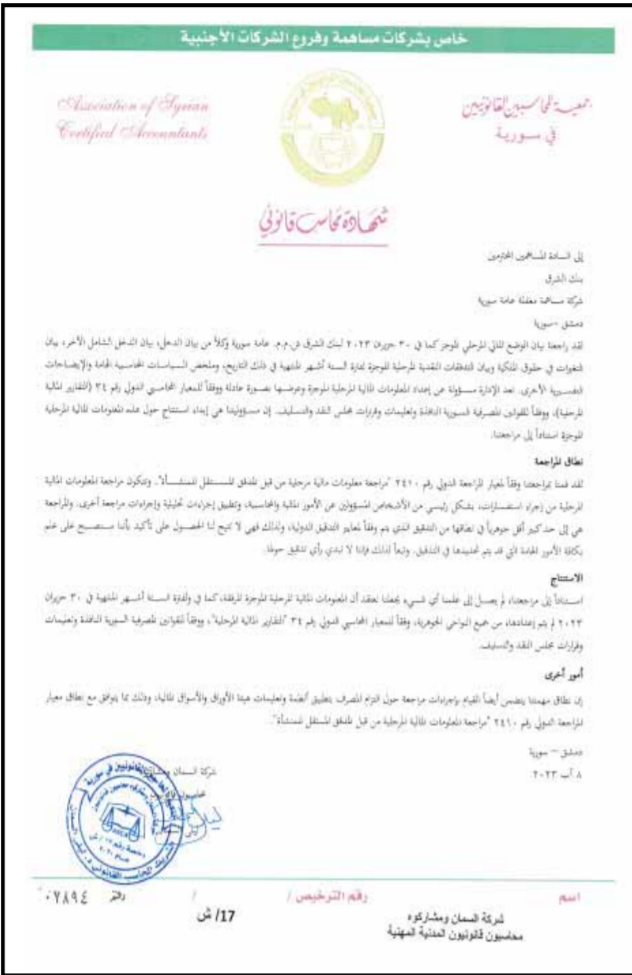 خاص بشركات مساهمة وفروع الشركات الأجنبية
جمعية المحاسبين القانونيين
في سورية
Association of Syrian
Certified Accountants
شهادة محاسب قانوني
إلى السادة المساهمين المحترمين
بنك الشرق
شركة مساهمة مغفلة عامة سورية
دمشق - سورية
لقد راجعنا بيان الوضع المالي المرحلي الموجز كما في ٣٠ حزيران ٢٠٢٣ لبنك الشرق ش.م.م. عامة سورية وكلاً من بيان الدخل، بيان الدخل الشامل الآخر، بيان
التغيرات في حقوق الملكية وبيان التدفقات النقدية المرحلية الموجزة لفترة الستة أشهر المنتهية في ذلك التاريخ، وملخص السياسات المحاسبية الهامة والإيضاحات
التفسيرية الأخرى. تعد الإدارة مسؤولة عن إعداد المعلومات المالية المرحلية الموجزة وعرضها بصورة عادلة ووفقاً للمعيار المحاسبي الدولي رقم ٣٤ (التقارير المالية
المرحلية)، ووفقاً للقوانين المصرفية السورية النافذة وتعليمات وقرارات مجلس النقد والتسليف. إن مسؤوليتنا هي إبداء استنتاج حول هذه المعلومات المالية المرحلية
الموجزة استناداً إلى مراجعتنا.
نطاق المراجعة
لقد قمنا بمراجعتنا وفقاً لمعيار المراجعة الدولي رقم ٢٤١٠ "مراجعة معلومات مالية مرحلية من قبل المدقق المستقل للمنشأة". وتتكون مراجعة المعلومات المالية
المرحلية من إجراء استفسارات، بشكل رئيسي من الأشخاص المسؤولين عن الأمور المالية والمحاسبية، وتطبيق إجراءات تحليلية وإجراءات مراجعة أخرى. والمراجعة
هي إلى حد كبير أقل جوهرياً في نطاقها من التدقيق الذي يتم وفقاً لمعايير التدقيق الدولية، ولذلك فهي لا تتيح لنا الحصول على تأكيد بأننا سنصبح على علم
بكافة الأمور الهامة التي قد يتم تحديدها في التدقيق. وتبعاً لذلك فإننا لا نبدي رأي تدقيق حولها.
الاستنتاج
استناداً إلى مراجعتنا، لم يصل إلى علمنا أي شيء يجعلنا نعتقد أن المعلومات المالية المرحلية الموجزة المرفقة، كما في ولفترة الستة أشهر المنتهية في ٣٠ حزيران
٢٠٢٣ لم يتم إعدادها، من جميع النواحي الجوهرية، وفقاً للمعيار المحاسبي الدولي رقم ٣٤ "التقارير المالية المرحلية"، ووفقاً للقوانين المصرفية السورية النافذة وتعليمات
وقرارات مجلس النقد والتسليف.
أمور أخرى
إن نطاق مهمتنا يتضمن أيضاً القيام بإجراءات مراجعة حول التزام المصرف بتطبيق أنظمة وتعليمات هيئة الأوراق والأسواق المالية، وذلك بما يتوافق مع نطاق معيار
المراجعة الدولي رقم ٢٤١٠ "مراجعة المعلومات المالية المرحلية من قبل المدقق المستقل للمنشأة".
دمشق – سورية
٨ آب ٢٠٢٣
شركة السمان ومشاركوه
اسم
رقم الترخيص /
شركة السمان ومشاركوه
محاسبون قانونيون المدنية المهنية
17/ ش